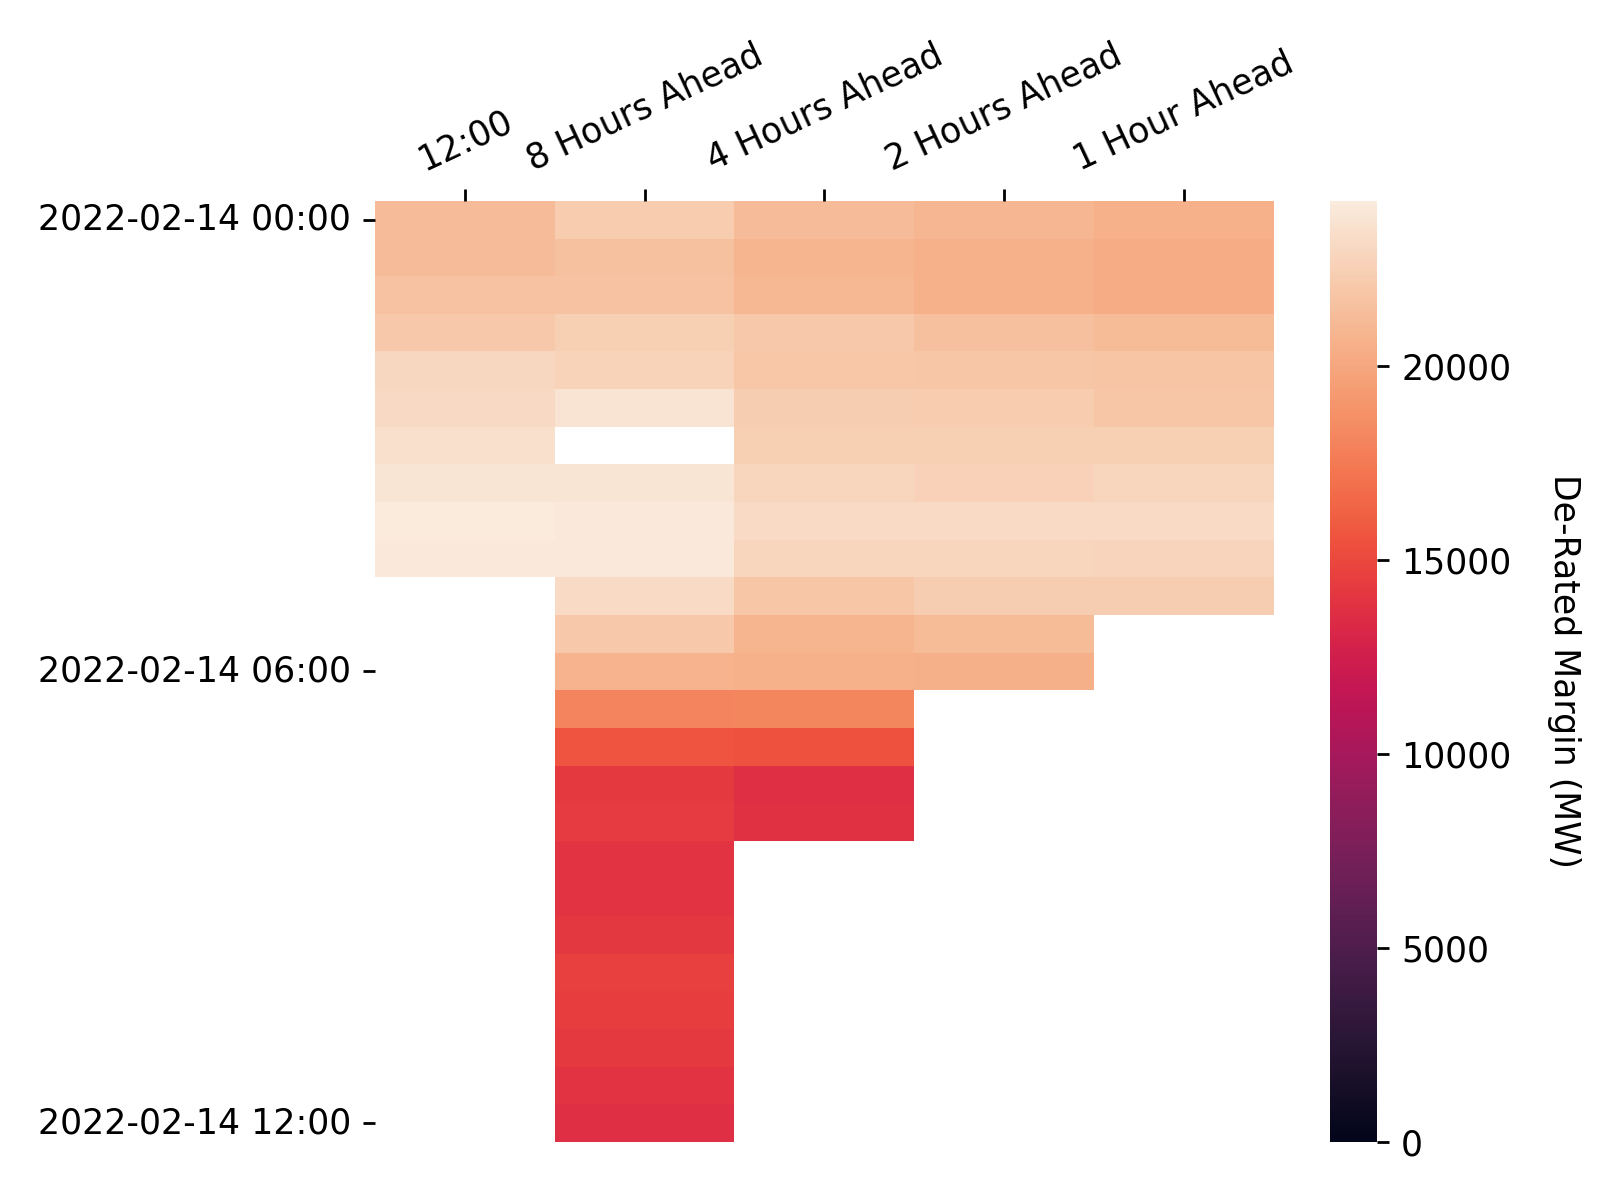 12:00
8 Hours Ahead
4 Hours Ahead
2 Hours Ahead
1 Hour Ahead
2022-02-14 00:00
2022-02-14 06:00
2022-02-14 12:00
20000
15000
10000
5000
0
De-Rated Margin (MW)